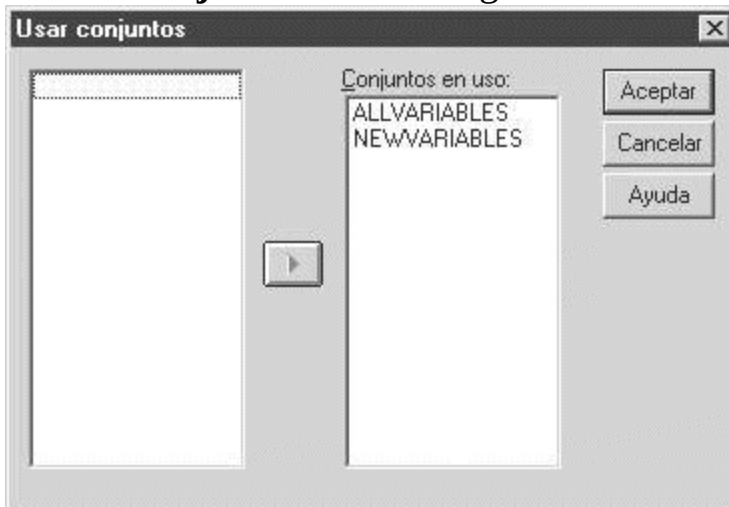 Usar conjuntos
Conjuntos en uso:
ALLVARIABLES
NEWVARIABLES
Aceptar
Cancelar
Ayuda